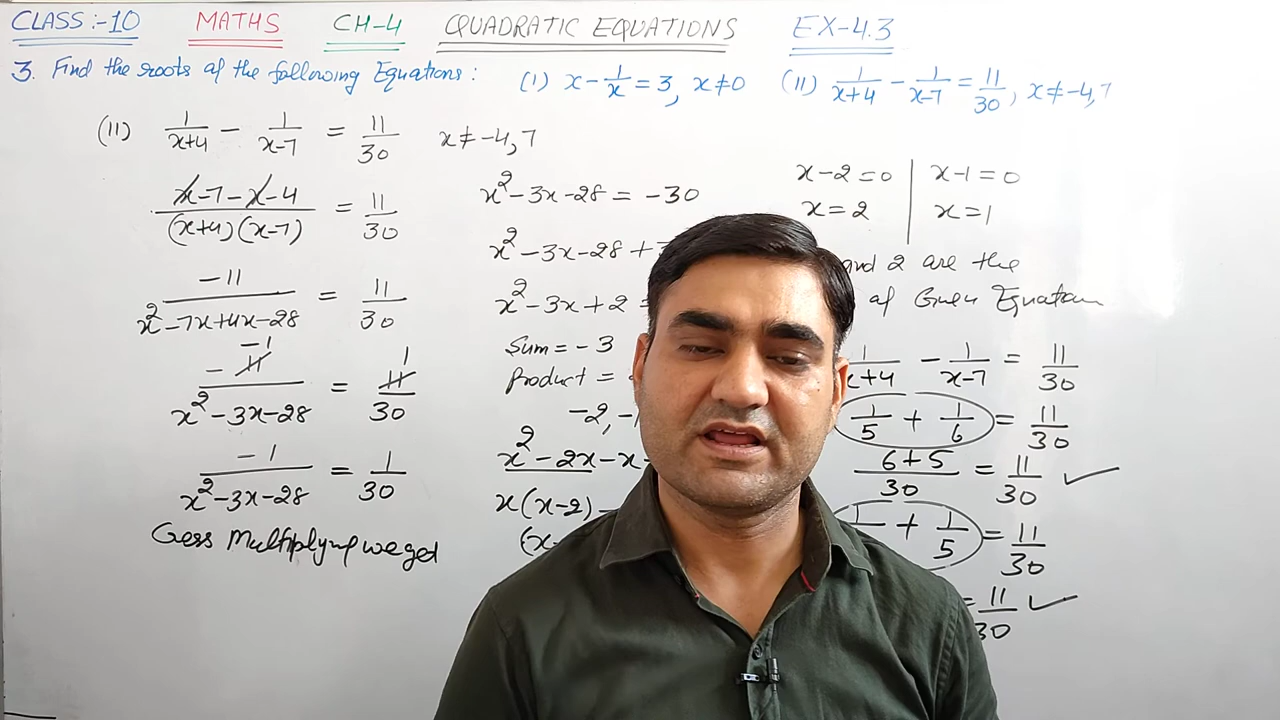 CLASS:-10 MATHS CH-4 QUADRATIC EQUATIONS EX-4.3
3. Find the roots of the following Equations: (I) x - 1/x = 3, x ≠ 0 (II) 1/(x+4) - 1/(x-7) = 11/30, x ≠ -4, 7
(II) 1/(x+4) - 1/(x-7) = 11/30 x ≠ -4, 7
(x-7-x-4)/((x+4)(x-7)) = 11/30
-11/(x²-7x+4x-28) = 11/30
-11/(x²-3x-28) = 11/30
-1 1
-1/(x²-3x-28) = 1/30
Cross Multiplying we get
x²-3x-28 = -30
x²-3x-28+
x²-3x+2 =
Sum = -3
Product =
-2, -
x²-2x-x
x(x-2)-
(x-
x-2=0 | x-1=0
x=2 | x=1
and 2 are the
of Given Equation
1/x+4 - 1/(x-7) = 11/30
1/5 + 1/6 = 11/30
(6+5)/30 = 11/30 ✓
+ 1/5 = 11/30
= 11/30 ✓